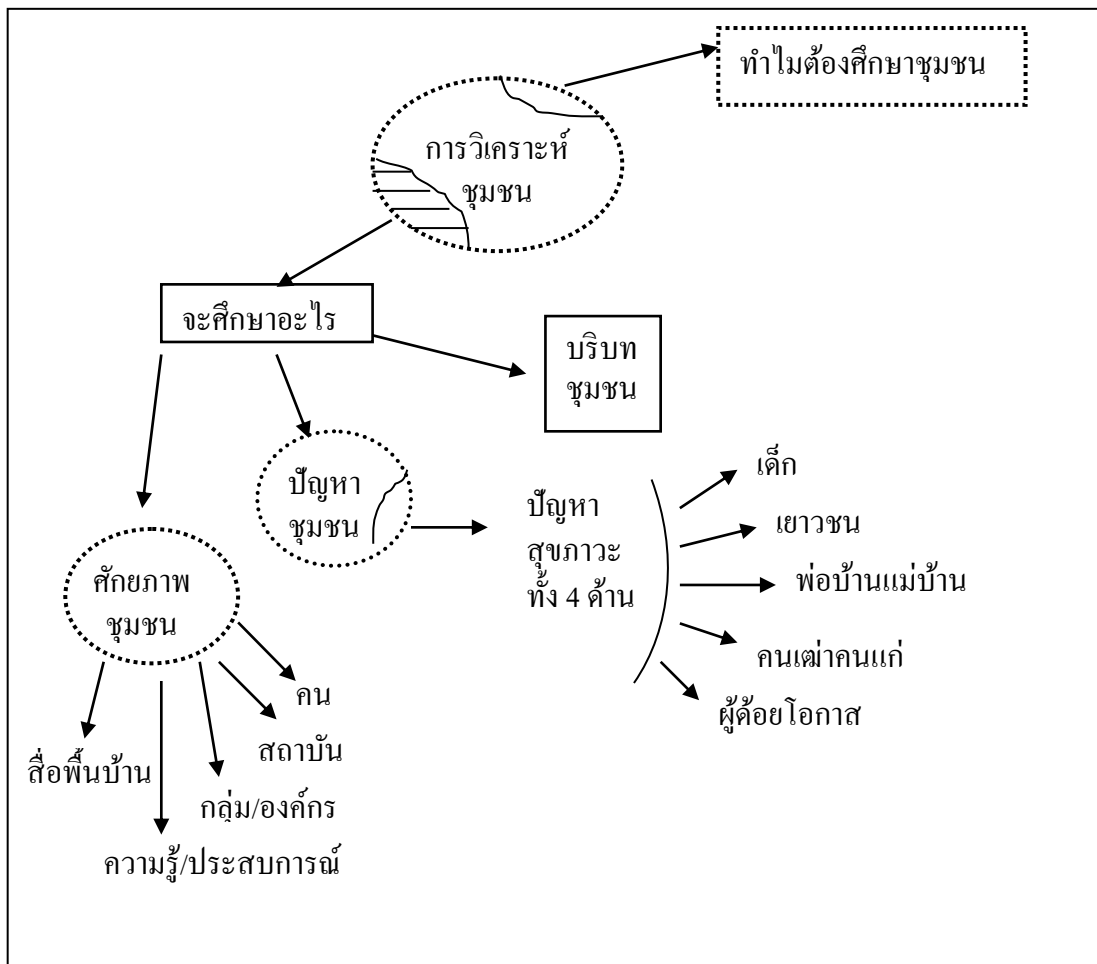 ทำไมต้องศึกษาชุมชน
การวิเคราะห์
ชุมชน
จะศึกษาอะไร
บริบท
ชุมชน
ปัญหา
ชุมชน
ปัญหา
สุขภาวะ
ทั้ง 4 ด้าน
เด็ก
เยาวชน
พ่อบ้านแม่บ้าน
คนเฒ่าคนแก่
ผู้ด้อยโอกาส
ศักยภาพ
ชุมชน
คน
สถาบัน
สื่อพื้นบ้าน
กลุ่ม/องค์กร
ความรู้/ประสบการณ์